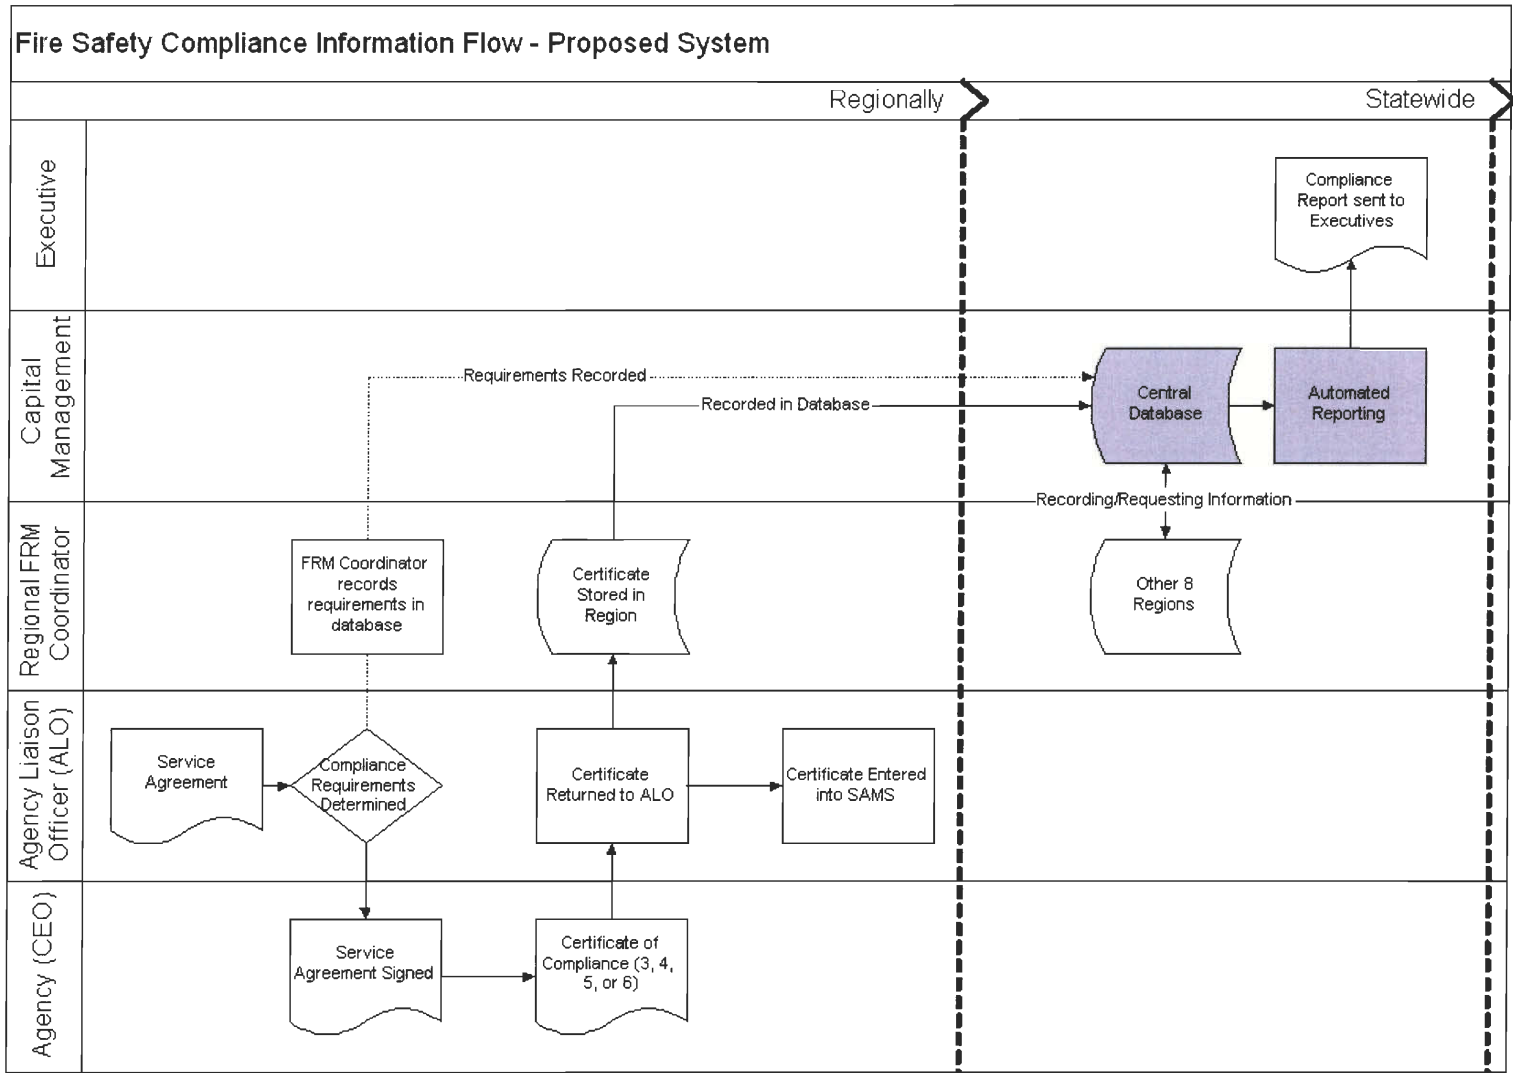 Fire Safety Compliance Information Flow - Proposed System
Regionally
Statewide
Executive
Compliance
Report sent to
Executives
Capital
Management
Requirements Recorded
Recorded in Database
Central
Database
Automated
Reporting
Recording/Requesting Information
Regional FRM
Coordinator
FRM Coordinator
records
requirements in
database
Certificate
Stored in
Region
Other 8
Regions
Agency Liaison
Officer (ALO)
Service
Agreement
Compliance
Requirements
Determined
Certificate
Returned to ALO
Certificate Entered
into SAMS
Agency (CEO)
Service
Agreement Signed
Certificate of
Compliance (3, 4,
5, or 6)